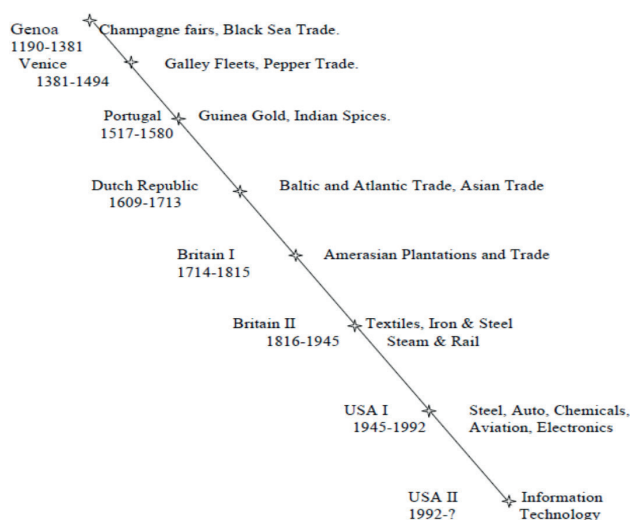 Genoa
1190-1381
Champagne fairs, Black Sea Trade.
Venice
1381-1494
Galley Fleets, Pepper Trade.
Portugal
1517-1580
Guinea Gold, Indian Spices.
Dutch Republic
1609-1713
Baltic and Atlantic Trade, Asian Trade
Britain I
1714-1815
Amerasian Plantations and Trade
Britain II
1816-1945
Textiles, Iron & Steel
Steam & Rail
USA I
1945-1992
Steel, Auto, Chemicals,
Aviation, Electronics
USA II
1992-?
Information
Technology